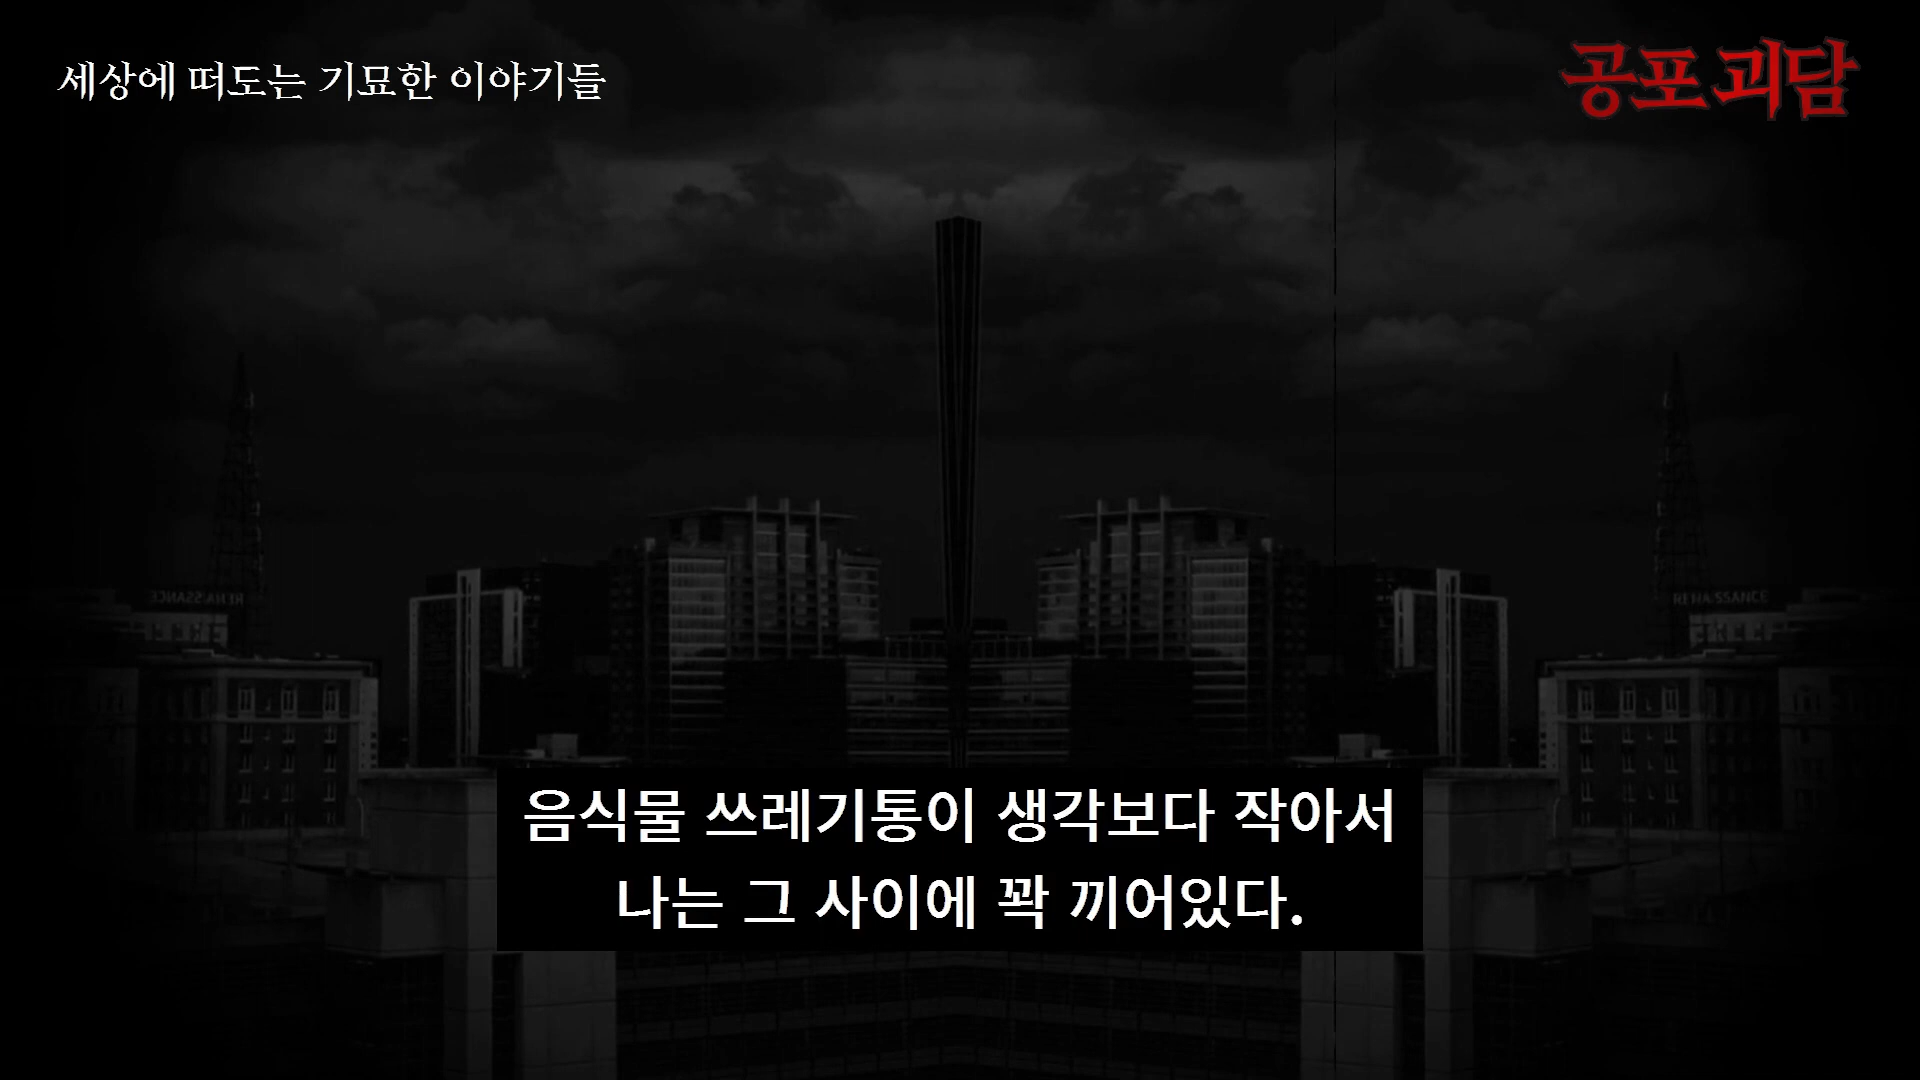 세상에 떠도는 기묘한 이야기들
공포 괴담
RENAISSANCE
RENAISSANCE
음식물 쓰레기통이 생각보다 작아서
나는 그 사이에 꽉 끼어있다.